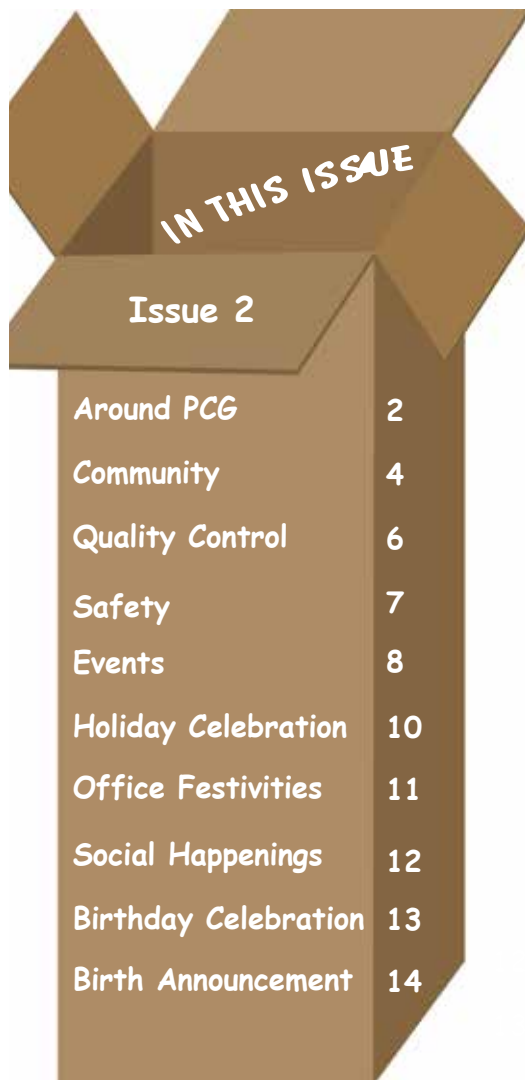 IN THIS ISSUE
Issue 2
Around PCG 2
Community 4
Quality Control 6
Safety 7
Events 8
Holiday Celebration 10
Office Festivities 11
Social Happenings 12
Birthday Celebration 13
Birth Announcement 14